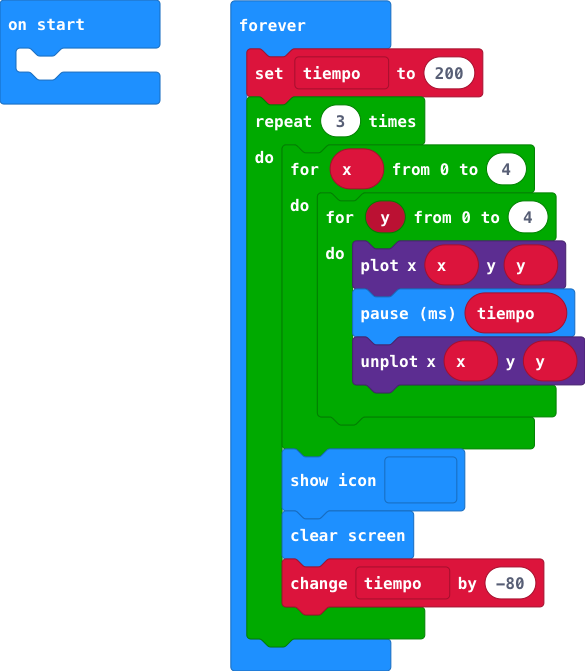 on start
forever
set tiempo to 200
repeat 3 times
do
for x from 0 to 4
do
for y from 0 to 4
do
plot x x y y
pause (ms) tiempo
unplot x x y y
show icon
clear screen
change tiempo by −80